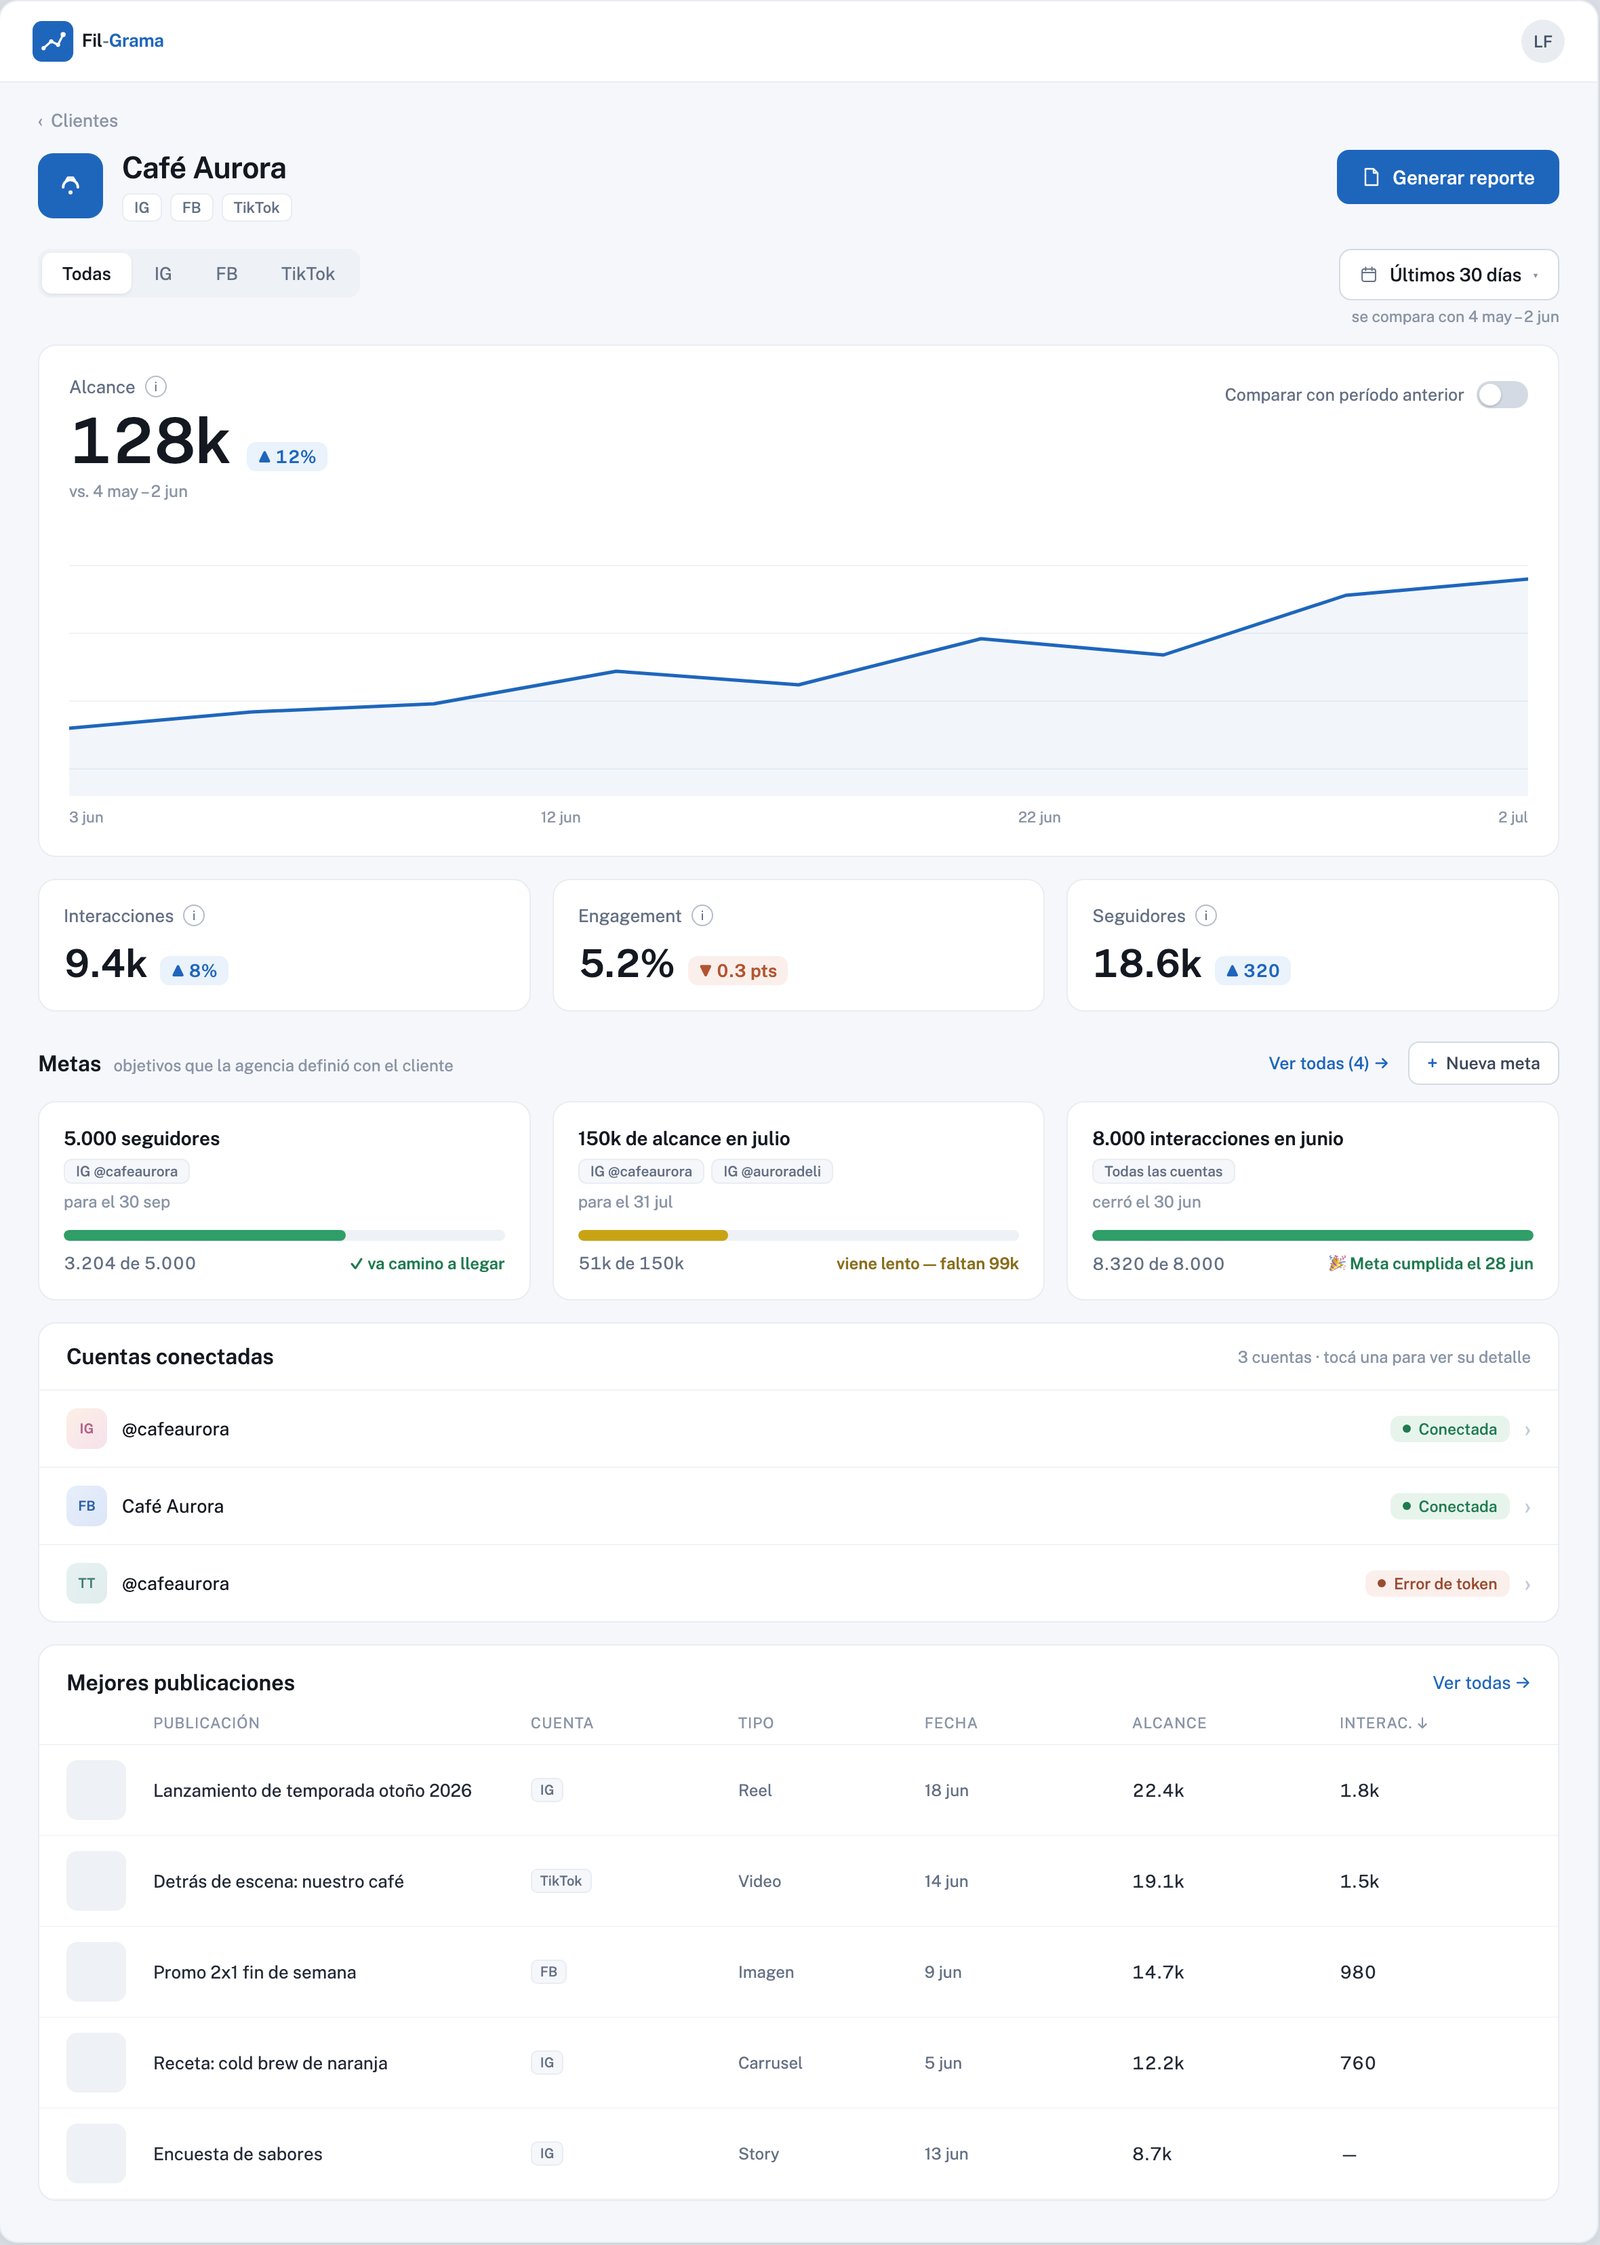 Fil-Grama
LF
‹ Clientes
Café Aurora
IG FB TikTok
Generar reporte
Todas IG FB TikTok
Últimos 30 días
se compara con 4 may – 2 jun
Alcance i
Comparar con período anterior
128k ▲ 12%
vs. 4 may – 2 jun
3 jun 12 jun 22 jun 2 jul
Interacciones i
9.4k ▲ 8%
Engagement i
5.2% ▼ 0.3 pts
Seguidores i
18.6k ▲ 320
Metas objetivos que la agencia definió con el cliente
Ver todas (4) →
+ Nueva meta
5.000 seguidores
IG @cafeaurora
para el 30 sep
3.204 de 5.000 ✓ va camino a llegar
150k de alcance en julio
IG @cafeaurora IG @auroradeli
para el 31 jul
51k de 150k viene lento — faltan 99k
8.000 interacciones en junio
Todas las cuentas
cerró el 30 jun
8.320 de 8.000 🎉 Meta cumplida el 28 jun
Cuentas conectadas 3 cuentas · tocá una para ver su detalle
IG @cafeaurora Conectada ›
FB Café Aurora Conectada ›
TT @cafeaurora Error de token ›
Mejores publicaciones Ver todas →
PUBLICACIÓN CUENTA TIPO FECHA ALCANCE INTERAC. ↓
Lanzamiento de temporada otoño 2026 IG Reel 18 jun 22.4k 1.8k
Detrás de escena: nuestro café TikTok Video 14 jun 19.1k 1.5k
Promo 2x1 fin de semana FB Imagen 9 jun 14.7k 980
Receta: cold brew de naranja IG Carrusel 5 jun 12.2k 760
Encuesta de sabores IG Story 13 jun 8.7k —